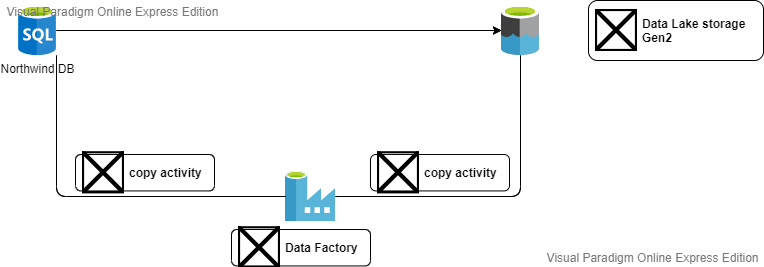 Visual Paradigm Online Express Edition
SQL
Northwind DB
Data Lake storage
Gen2
copy activity
copy activity
Data Factory
Visual Paradigm Online Express Edition